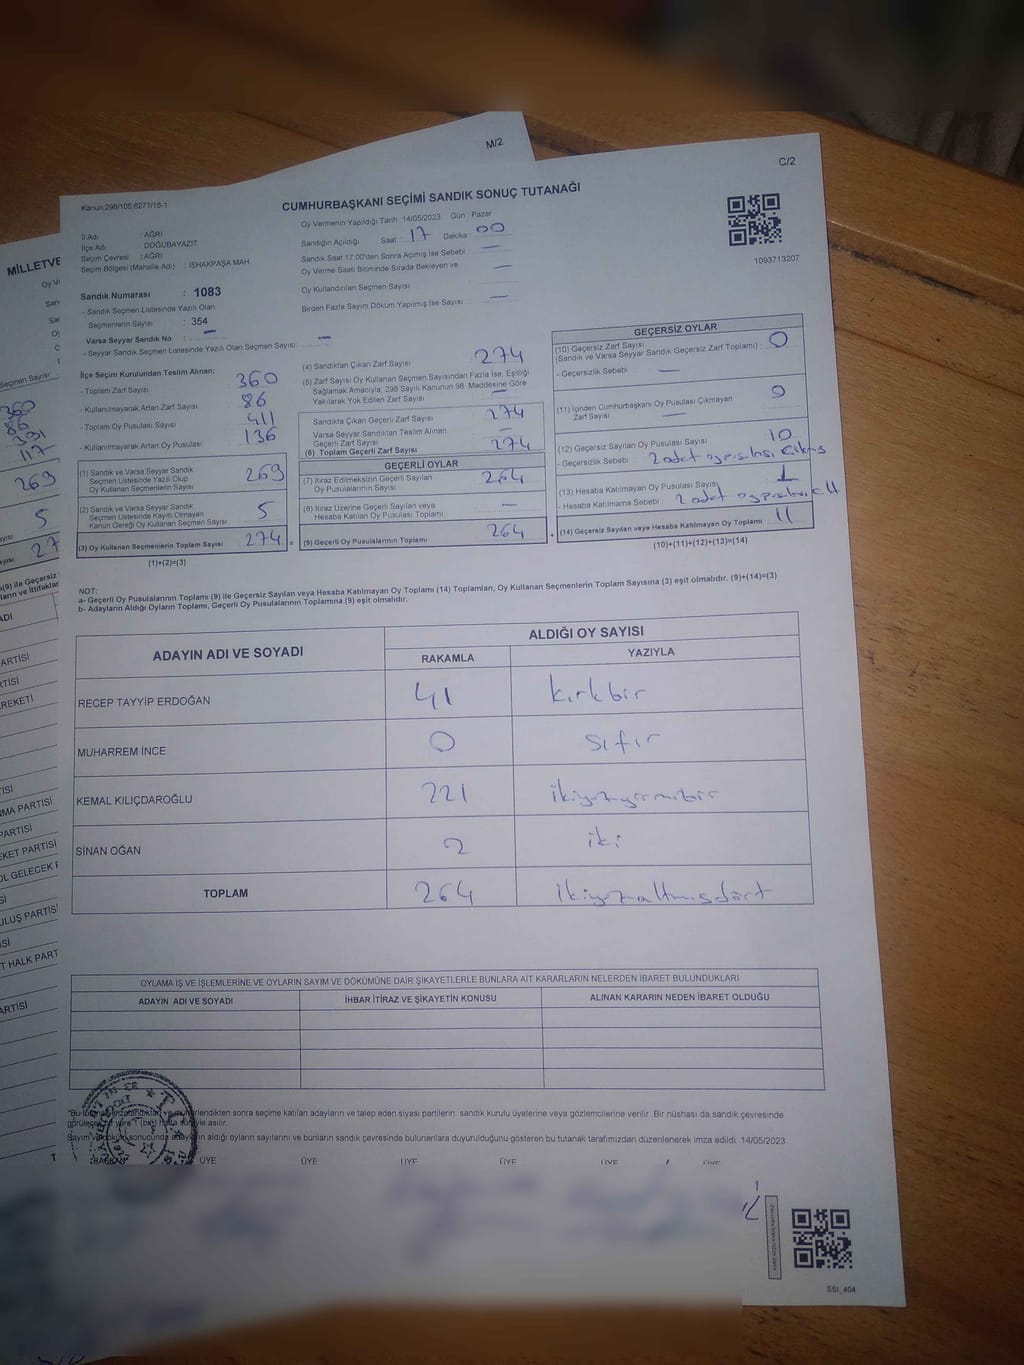 M/2
C/2
Kanun:298/105;6271/18-1
CUMHURBAŞKANI SEÇİMİ SANDIK SONUÇ TUTANAĞI
Oy Vermenin Yapıldığı Tarih :14/05/2023 Gün : Pazar
İl Adı : AĞRI
İlçe Adı : DOĞUBAYAZIT
Seçim Çevresi : AĞRI
Seçim Bölgesi (Mahalle Adı) : İSHAKPAŞA MAH.
Sandığın Açıldığı Saat : 17 Dakika : 00
Sandık Saat 17:00'den Sonra Açılmış İse Sebebi : —
Oy Verme Saati Bitiminde Sırada Bekleyen ve
Oy Kullandırılan Seçmen Sayısı : —
Birden Fazla Sayım Döküm Yapılmış İse Sayısı : —
1093713207
Sandık Numarası : 1083
- Sandık Seçmen Listesinde Yazılı Olan
Seçmenlerin Sayısı : 354
Varsa Seyyar Sandık No : —
- Seyyar Sandık Seçmen Listesinde Yazılı Olan Seçmen Sayısı: —
İlçe Seçim Kurulundan Teslim Alınan;
- Toplam Zarf Sayısı : 360
- Kullanılmayarak Artan Zarf Sayısı : 86
- Toplam Oy Pusulası Sayısı : 411
- Kullanılmayarak Artan Oy Pusulası : 136
(1) Sandık ve Varsa Seyyar Sandık
Seçmen Listesinde Yazılı Olup
Oy Kullanan Seçmenlerin Sayısı : 269
(2) Sandık ve Varsa Seyyar Sandık
Seçmen Listesinde Kayıtlı Olmayan
Kanun Gereği Oy Kullanan Seçmen Sayısı : 5
(3) Oy Kullanan Seçmenlerin Toplam Sayısı : 274 =
(1)+(2)=(3)
(4) Sandıktan Çıkan Zarf Sayısı : 274
(5) Zarf Sayısı Oy Kullanan Seçmen Sayısından Fazla İse, Eşitliği
Sağlamak Amacıyla; 298 Sayılı Kanunun 98. Maddesine Göre
Yakılarak Yok Edilen Zarf Sayısı : —
Sandıkta Çıkan Geçerli Zarf Sayısı : 274
Varsa Seyyar Sandıktan Teslim Alınan
Geçerli Zarf Sayısı : —
(6) Toplam Geçerli Zarf Sayısı : 274
GEÇERLİ OYLAR
(7) İtiraz Edilmeksizin Geçerli Sayılan
Oy Pusulalarının Sayısı : 264
(8) İtiraz Üzerine Geçerli Sayılan veya
Hesaba Katılan Oy Pusulası Toplamı : —
(9) Geçerli Oy Pusulalarının Toplamı : 264 +
GEÇERSİZ OYLAR
(10) Geçersiz Zarf Sayısı : 0
(Sandık ve Varsa Seyyar Sandık Geçersiz Zarf Toplamı)
- Geçersizlik Sebebi : —
(11) İçinden Cumhurbaşkanı Oy Pusulası Çıkmayan
Zarf Sayısı : 0
—
(12) Geçersiz Sayılan Oy Pusulası Sayısı : 10
- Geçersizlik Sebebi : 2 adet
(13) Hesaba Katılmayan Oy Pusulası Sayısı : 1
- Hesaba Katılmama Sebebi : 2 adet
(14) Geçersiz Sayılan veya Hesaba Katılmayan Oy Toplamı : 11
(10)+(11)+(12)+(13)=(14)
NOT:
a- Geçerli Oy Pusulalarının Toplamı (9) ile Geçersiz Sayılan veya Hesaba Katılmayan Oy Toplamı (14) Toplamları, Oy Kullanan Seçmenlerin Toplam Sayısına (3) eşit olmalıdır. (9)+(14)=(3)
b- Adayların Aldığı Oyların Toplamı, Geçerli Oy Pusulalarının Toplamına (9) eşit olmalıdır.
ADAYIN ADI VE SOYADI
ALDIĞI OY SAYISI
RAKAMLA YAZIYLA
RECEP TAYYİP ERDOĞAN 41 kırkbir
MUHARREM İNCE 0 sıfır
KEMAL KILIÇDAROĞLU 221 ikiyüzyirmibir
SİNAN OĞAN 2 iki
TOPLAM 264 ikiyüzaltmışdört
OYLAMA İŞ VE İŞLEMLERİNE VE OYLARIN SAYIM VE DÖKÜMÜNE DAİR ŞİKAYETLERLE BUNLARA AİT KARARLARIN NELERDEN İBARET BULUNDUKLARI
ADAYIN ADI VE SOYADI İHBAR İTİRAZ VE ŞİKAYETİN KONUSU ALINAN KARARIN NEDEN İBARET OLDUĞU
sonra seçime katılan adayların ve talep eden siyasi partilerin sandık kurulu üyelerine veya gözlemcilerine verilir. Bir nüshası da sandık çevresinde
asılır.
sonucunda oyların sayılarını ve bunların sandık çevresinde bulunanlara duyurulduğunu gösteren bu tutanak tarafımızdan düzenlenerek imza edildi. 14/05/2023
BAŞKAN ÜYE ÜYE ÜYE ÜYE ÜYE ÜYE
SSİ_404
MİLLETVE
Seçmen Sayısı:
360
86
391
117
269
5
27
PARTİSİ
HAREKETİ
PARTİSİ
HALK PART